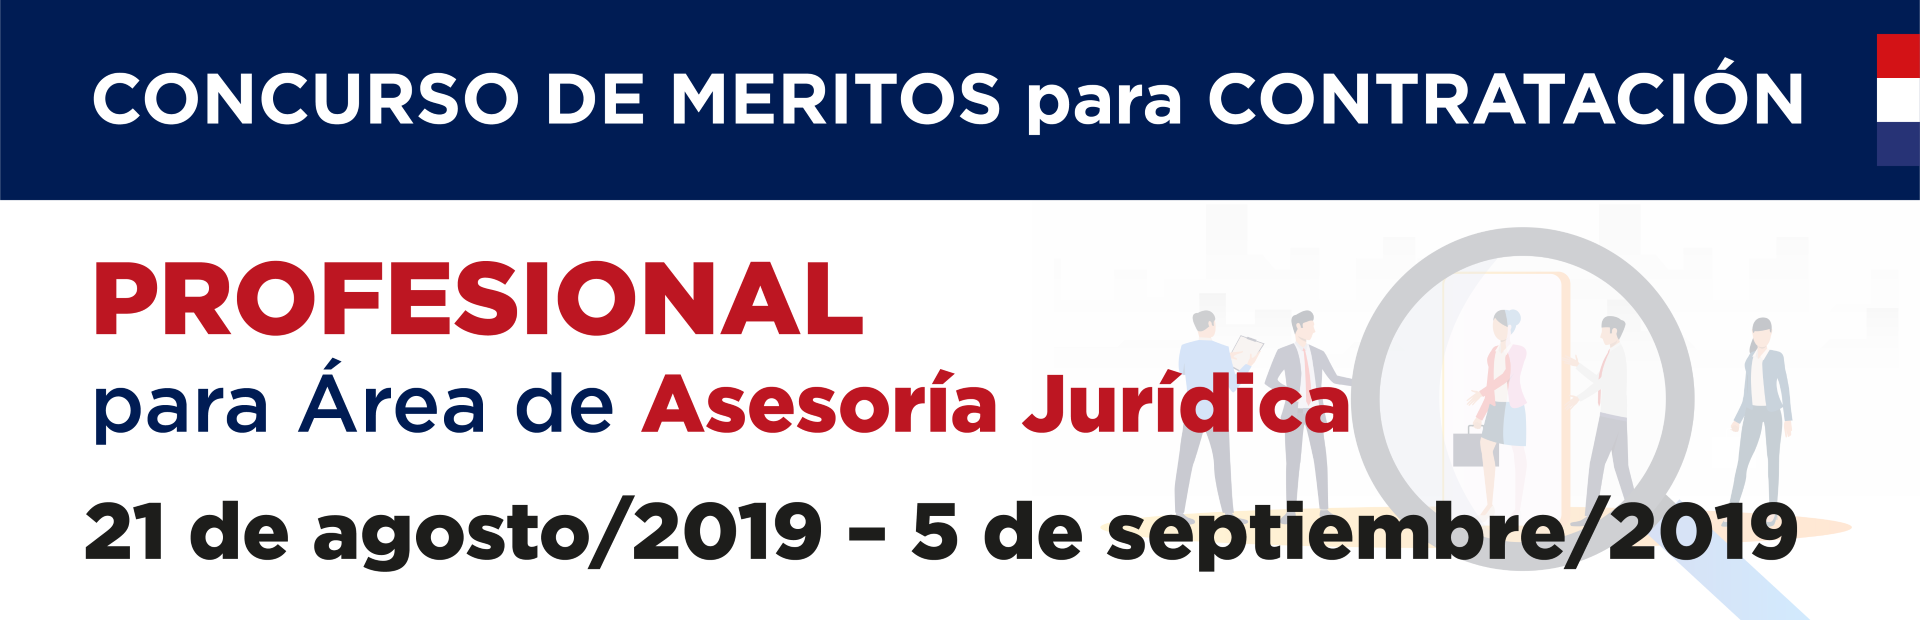 CONCURSO DE MERITOS para CONTRATACIÓN
PROFESIONAL
para Área de Asesoría Jurídica
21 de agosto/2019 – 5 de septiembre/2019